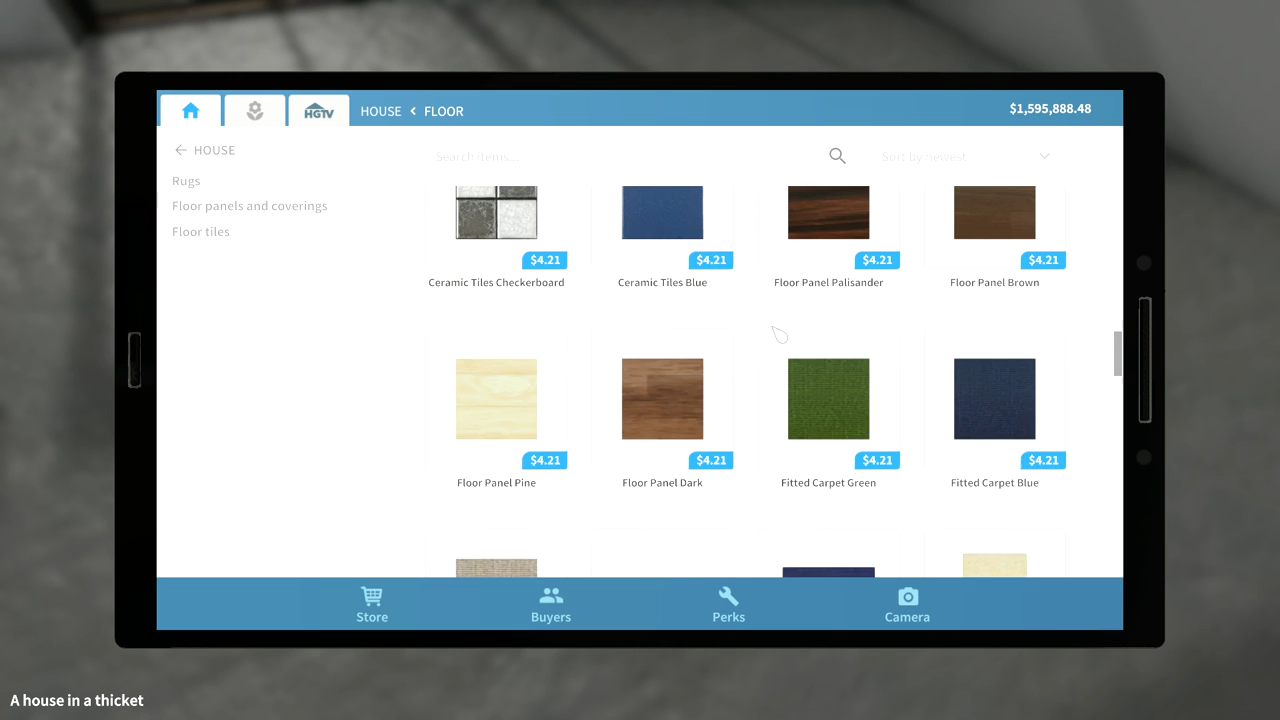 HGTV
HOUSE < FLOOR
$1,595,888.48
← HOUSE
Rugs
Floor panels and coverings
Floor tiles
Search items...
Sort by newest
$4.21
$4.21
$4.21
$4.21
Ceramic Tiles Checkerboard
Ceramic Tiles Blue
Floor Panel Palisander
Floor Panel Brown
$4.21
$4.21
$4.21
$4.21
Floor Panel Pine
Floor Panel Dark
Fitted Carpet Green
Fitted Carpet Blue
Store
Buyers
Perks
Camera
A house in a thicket